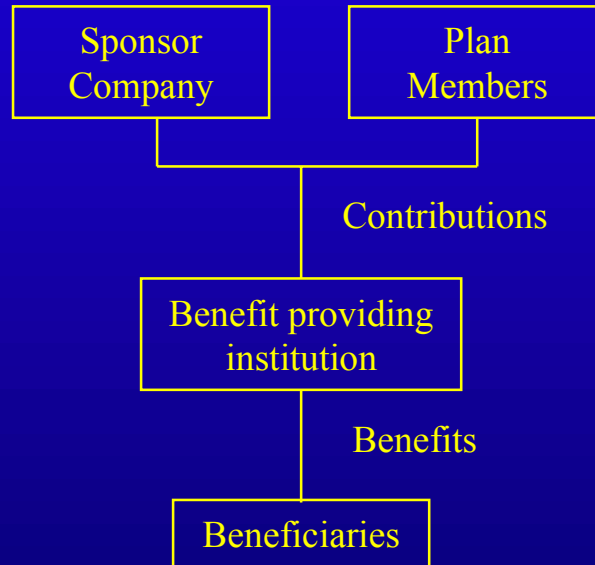 Sponsor
Company
Plan
Members
Contributions
Benefit providing
institution
Benefits
Beneficiaries